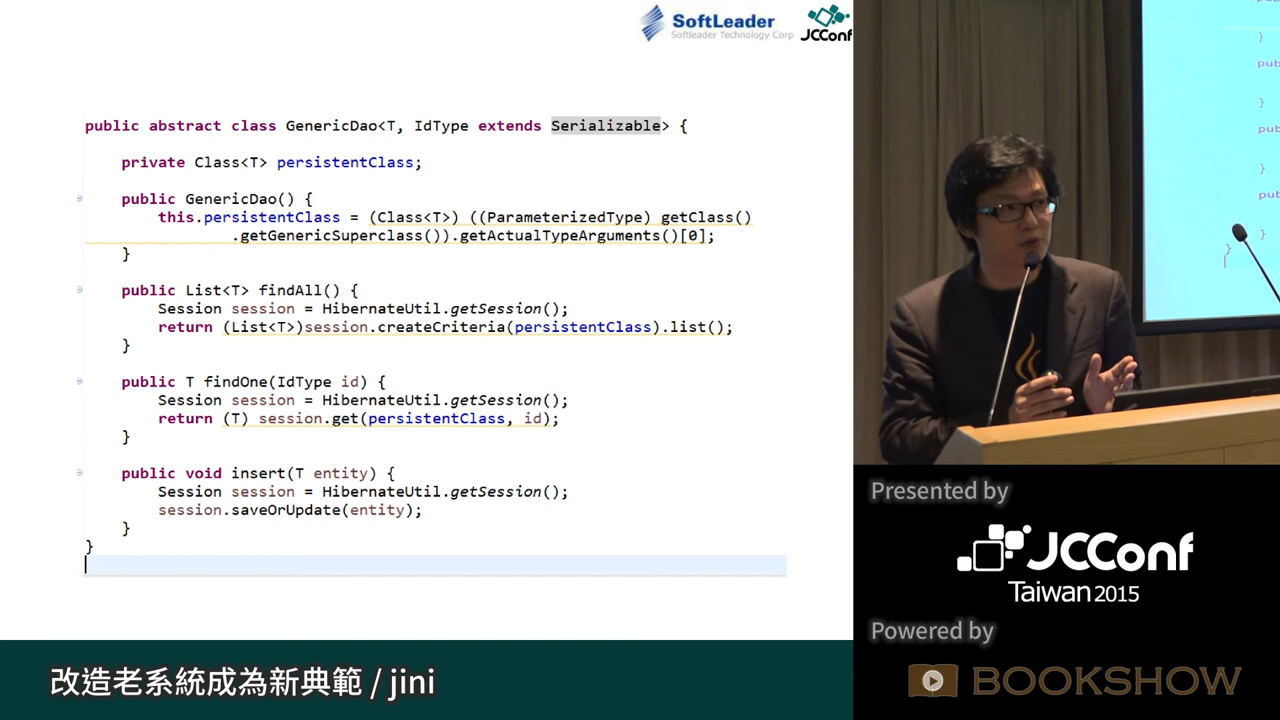 SoftLeader
Softleader Technology Corp
JCConf
public abstract class GenericDao<T, IdType extends Serializable> {
private Class<T> persistentClass;
public GenericDao() {
this.persistentClass = (Class<T>) ((ParameterizedType) getClass()
.getGenericSuperclass()).getActualTypeArguments()[0];
}
public List<T> findAll() {
Session session = HibernateUtil.getSession();
return (List<T>)session.createCriteria(persistentClass).list();
}
public T findOne(IdType id) {
Session session = HibernateUtil.getSession();
return (T) session.get(persistentClass, id);
}
public void insert(T entity) {
Session session = HibernateUtil.getSession();
session.saveOrUpdate(entity);
}
}
}
pub
}
pub
}
pub
}
}
Presented by
JCConf
Taiwan 2015
Powered by
BOOKSHOW
改造老系統成為新典範 / jini